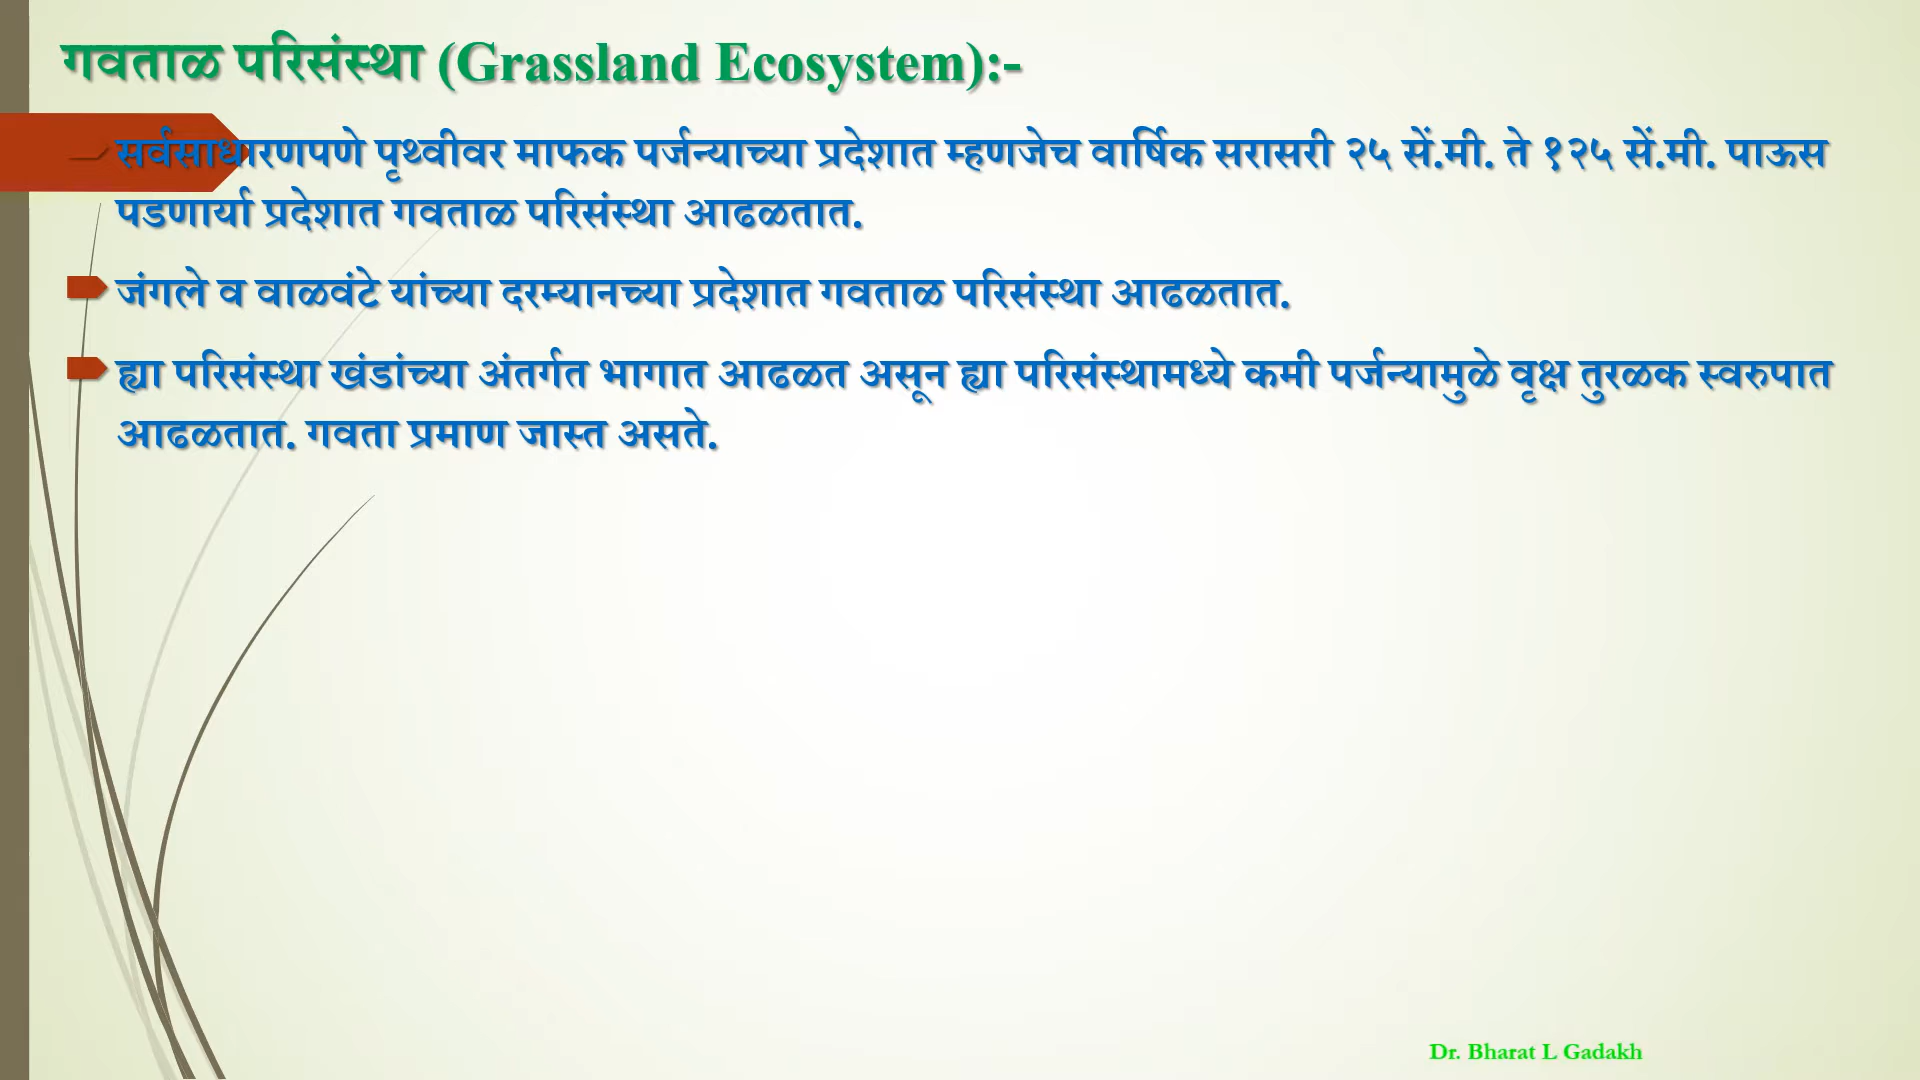 गवताळ परिसंस्था (Grassland Ecosystem):-
सर्वसाधारणपणे पृथ्वीवर माफक पर्जन्याच्या प्रदेशात म्हणजेच वार्षिक सरासरी २५ सें.मी. ते १२५ सें.मी. पाऊस
पडणार्या प्रदेशात गवताळ परिसंस्था आढळतात.
जंगले व वाळवंटे यांच्या दरम्यानच्या प्रदेशात गवताळ परिसंस्था आढळतात.
ह्या परिसंस्था खंडांच्या अंतर्गत भागात आढळत असून ह्या परिसंस्थामध्ये कमी पर्जन्यामुळे वृक्ष तुरळक स्वरुपात
आढळतात. गवता प्रमाण जास्त असते.
Dr. Bharat L Gadakh